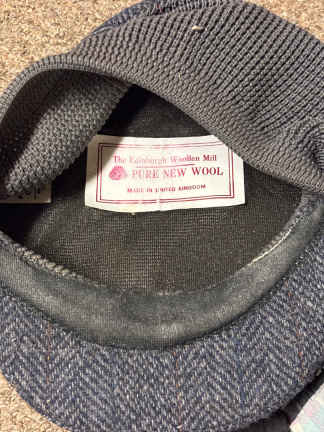 The Edinburgh Woollen Mill
PURE NEW WOOL
MADE IN UNITED KINGDOM